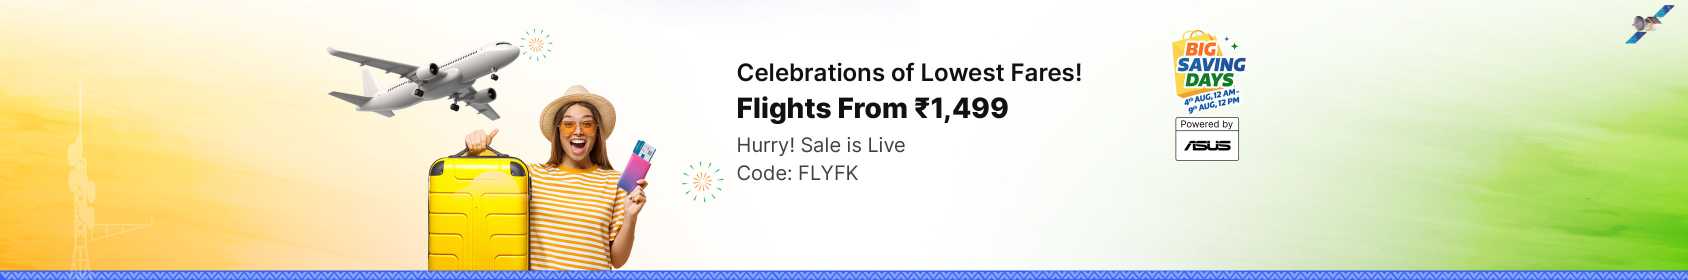 Celebrations of Lowest Fares!
Flights From ₹1,499
Hurry! Sale is Live
Code: FLYFK
BIG
SAVING
DAYS
4th AUG, 12 AM-
9th AUG, 12 PM
Powered by
ASUS